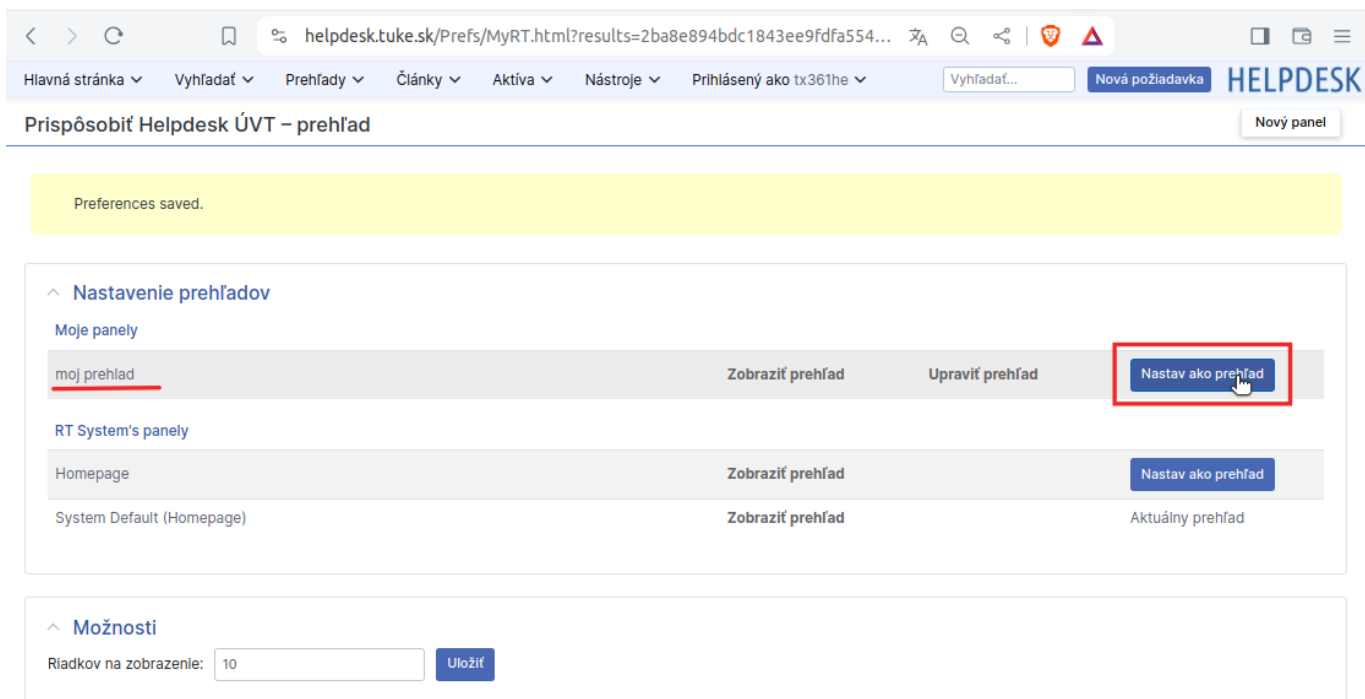 helpdesk.tuke.sk/Prefs/MyRT.html?results=2ba8e894bdc1843ee9fdfa554...
Hlavná stránka Vyhľadať Prehľady Články Aktíva Nástroje Prihlásený ako tx361he Vyhľadať... Nová požiadavka HELPDESK
Prispôsobiť Helpdesk ÚVT – prehľad Nový panel
Preferences saved.
Nastavenie prehľadov
Moje panely
moj prehlad Zobraziť prehľad Upraviť prehľad Nastav ako prehľad
RT System's panely
Homepage Zobraziť prehľad Nastav ako prehľad
System Default (Homepage) Zobraziť prehľad Aktuálny prehľad
Možnosti
Riadkov na zobrazenie: 10 Uložiť